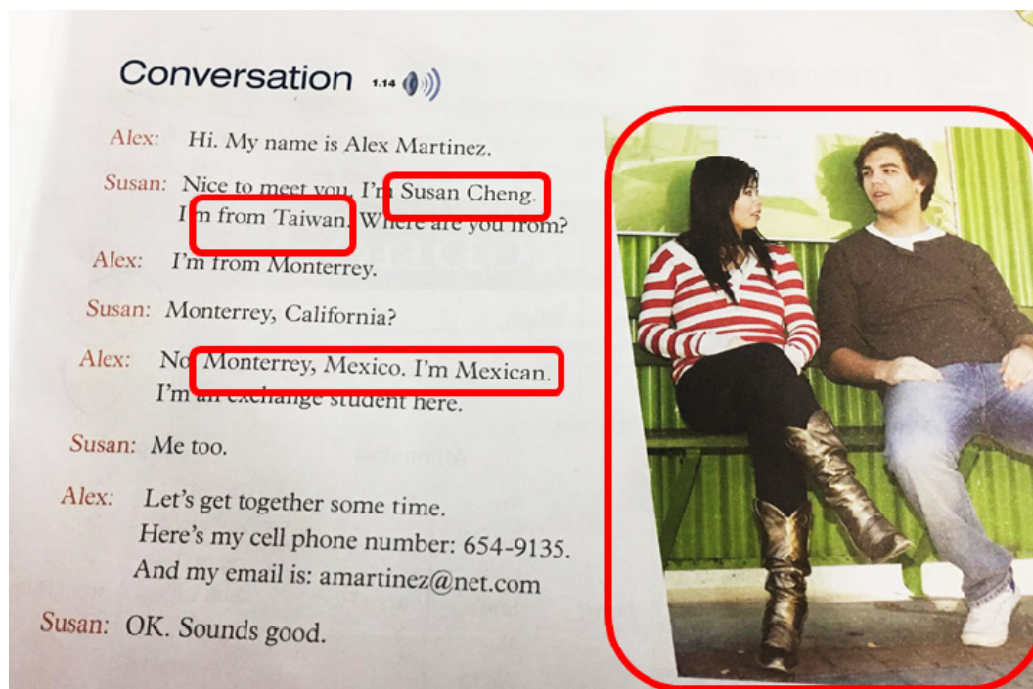 Conversation 1.14
Alex: Hi. My name is Alex Martinez.
Susan: Nice to meet you, I'm Susan Cheng.
I'm from Taiwan. Where are you from?
Alex: I'm from Monterrey.
Susan: Monterrey, California?
Alex: No Monterrey, Mexico. I'm Mexican.
I'm an exchange student here.
Susan: Me too.
Alex: Let's get together some time.
Here's my cell phone number: 654-9135.
And my email is: amartinez@net.com
Susan: OK. Sounds good.